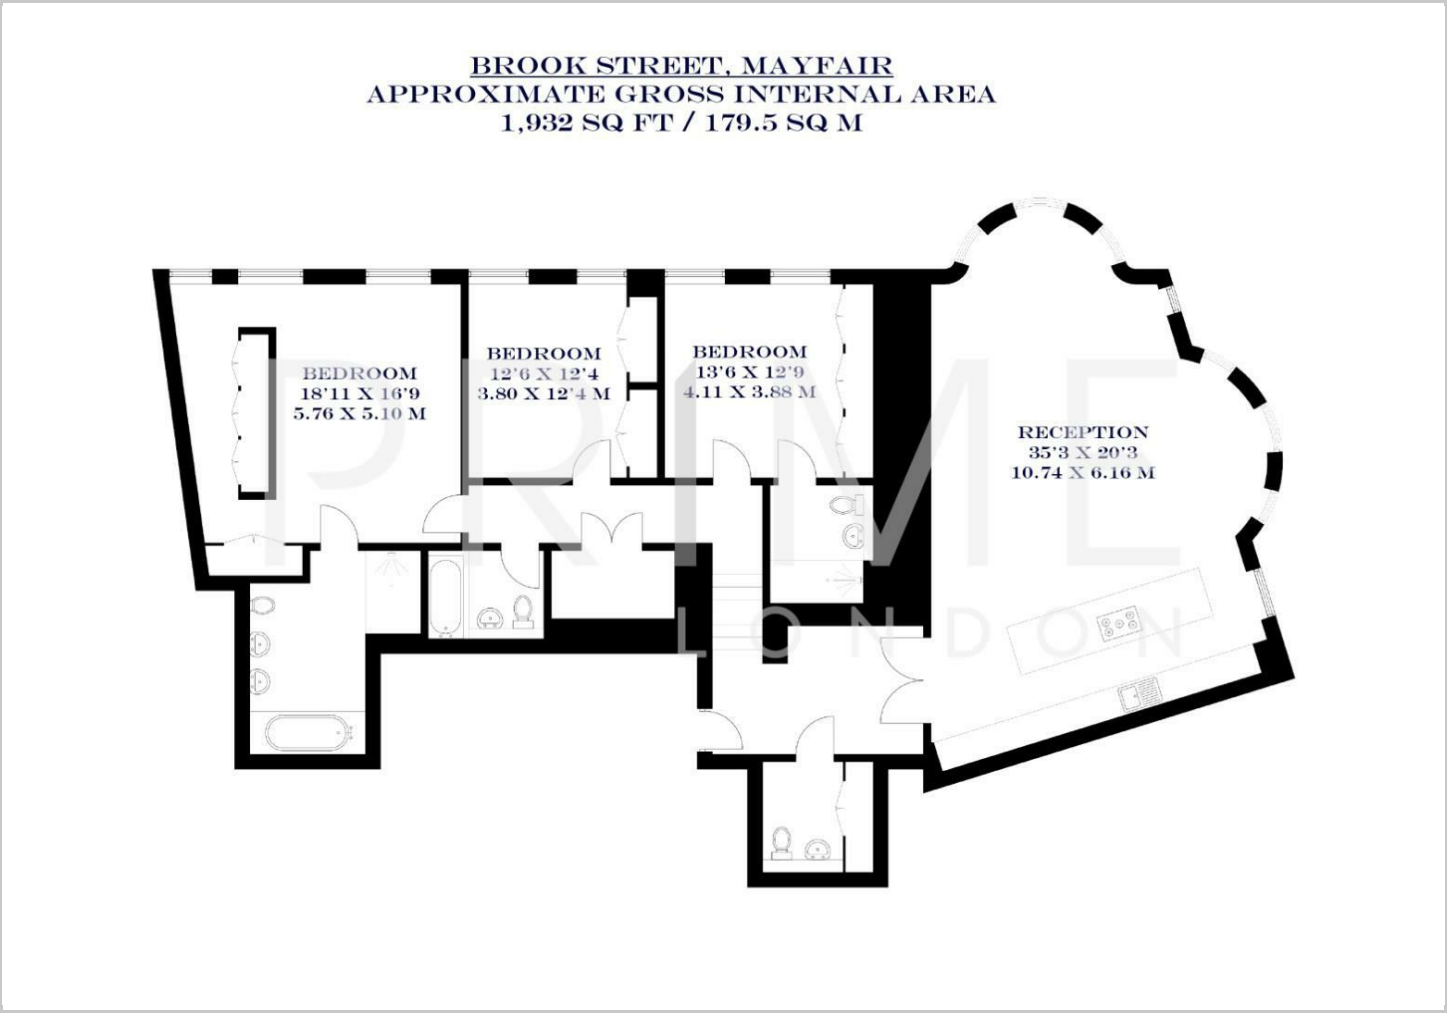 BROOK STREET, MAYFAIR
APPROXIMATE GROSS INTERNAL AREA
1,932 SQ FT / 179.5 SQ M
BEDROOM
18'11 X 16'9
5.76 X 5.10 M
BEDROOM
12'6 X 12'4
3.80 X 12'4 M
BEDROOM
13'6 X 12'9
4.11 X 3.88 M
RECEPTION
35'3 X 20'3
10.74 X 6.16 M
PRIME
LONDON